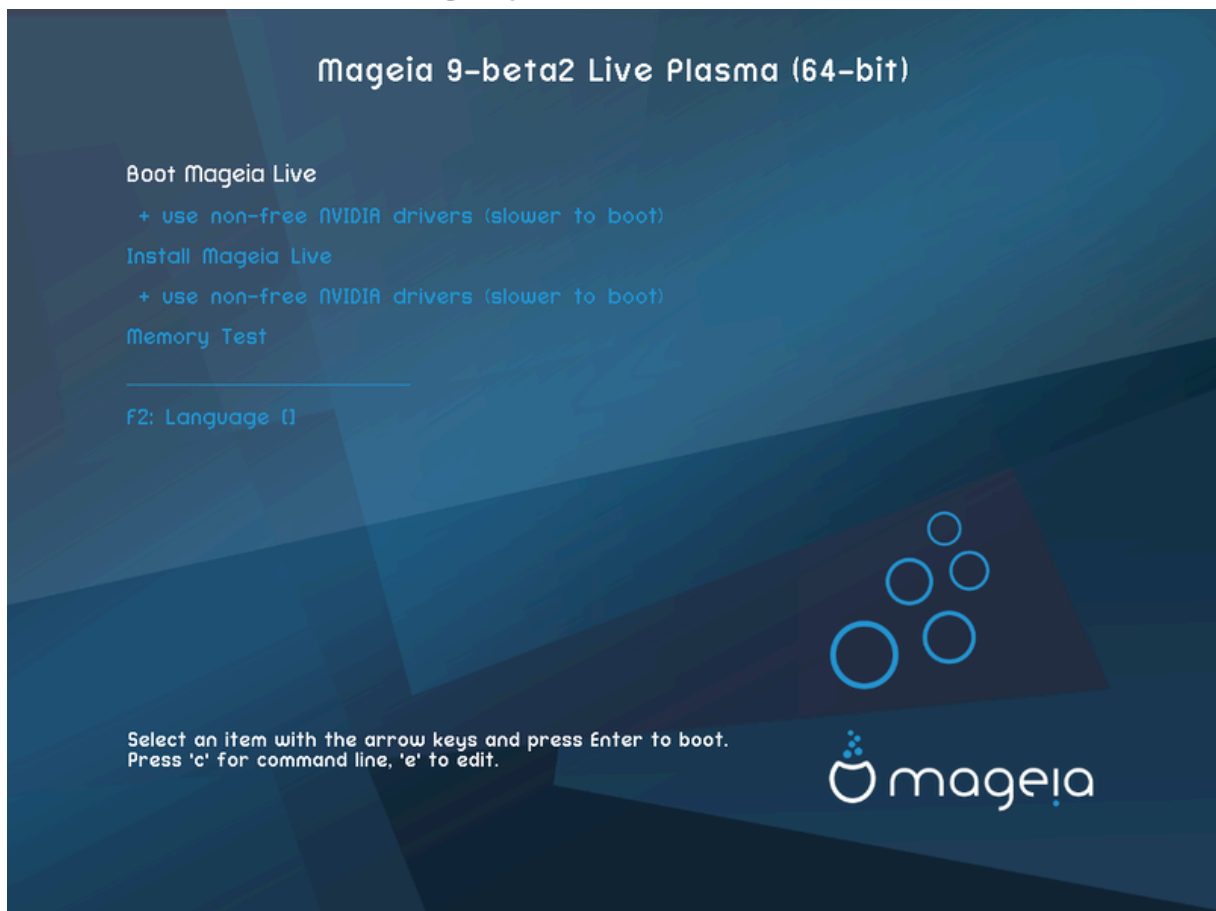 Mageia 9-beta2 Live Plasma (64-bit)
Boot Mageia Live
+ use non-free NVIDIA drivers (slower to boot)
Install Mageia Live
+ use non-free NVIDIA drivers (slower to boot)
Memory Test
F2: Language []
Select an item with the arrow keys and press Enter to boot.
Press 'c' for command line, 'e' to edit.
mageia